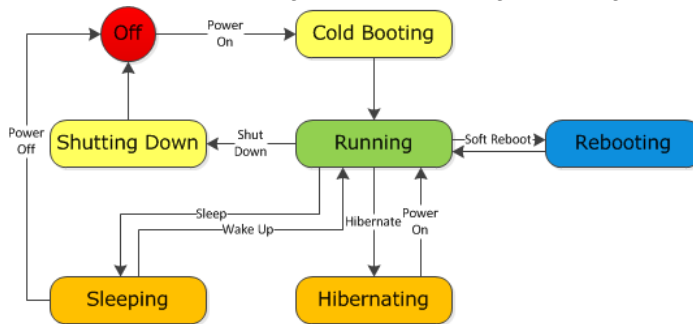 Off
Power
On
Cold Booting
Power
Off
Shutting Down
Shut
Down
Running
Soft Reboot
Rebooting
Sleep
Wake Up
Hibernate
Power
On
Sleeping
Hibernating